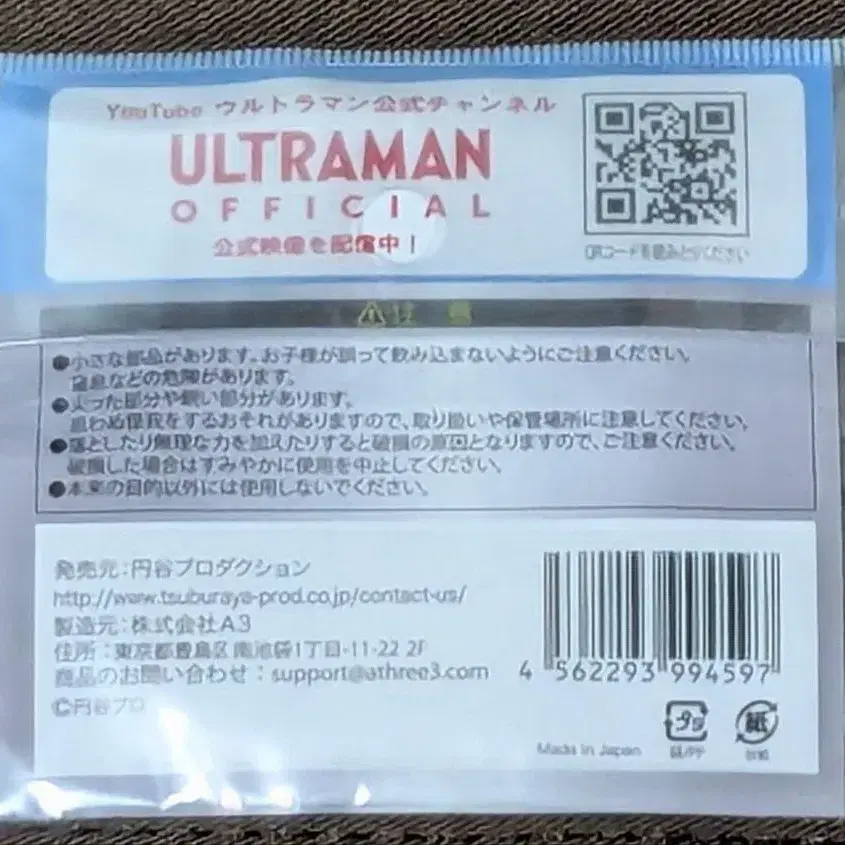 YouTube ウルトラマン公式チャンネル
ULTRAMAN
OFFICIAL
公式映像を配信中！
QRコードを読みとりください
●小さな部品があります。お子様が誤って飲み込まないようにご注意ください。
窒息などの危険があります。
●尖った部分や鋭い部分があります。
思わぬ怪我をするおそれがありますので、取り扱いや保管場所に注意してください。
●落としたり無理な力を加えたりすると破損の原因となりますので、ご注意ください。
破損した場合はすみやかに使用を中止してください。
●本来の目的以外には使用しないでください。
発売元：円谷プロダクション
http://www.tsuburaya-prod.co.jp/contact-us/
製造元：株式会社A3
住所：東京都豊島区南池袋1丁目-11-22 2F
商品のお問い合わせ：support@athree3.com
©円谷プロ
4 562293 994597
プラ
紙
Made in Japan
台紙